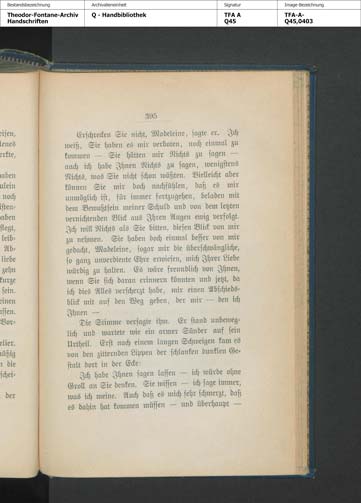 Bestandsbezeichnung
Theodor-Fontane-Archiv
Handschriften
Archivalieneinheit
Q - Handbibliothek
Signatur
TFA A
Q45
Image-Bezeichnung
TFA-A-
Q45,0403
395
Erschrecken Sie nicht, Madeleine, sagte er. Ich
weiß, Sie haben es mir verboten, noch einmal zu
kommen — Sie hätten mir Nichts zu sagen —
auch ich habe Ihnen Nichts zu sagen, wenigstens
Nichts, was Sie nicht schon wüßten. Vielleicht aber
können Sie mir doch nachfühlen, daß es mir
unmöglich ist, für immer fortzugehen, beladen mit
dem Bewußtsein meiner Schuld und von dem letzten
vernichtenden Blick aus Ihren Augen ewig verfolgt.
Ich will Nichts als Sie bitten, diesen Blick von mir
zu nehmen. Sie haben doch einmal besser von mir
gedacht, Madeleine, sogar mir die überschwängliche,
so ganz unverdiente Ehre erwiesen, mich Ihrer Liebe
würdig zu halten. Es wäre freundlich von Ihnen,
wenn Sie sich daran erinnern könnten und jetzt, da
ich dies Alles verscherzt habe, mir einen Abschieds-
blick mit auf den Weg geben, der mir — den ich
Ihnen —
Die Stimme versagte ihm. Er stand unbeweg-
lich und wartete wie ein armer Sünder auf sein
Urtheil. Erst nach einem langen Schweigen kam es
von den zitternden Lippen der schlanken dunklen Ge-
stalt dort in der Ecke:
Ich habe Ihnen sagen lassen — ich würde ohne
Groll an Sie denken. Sie wissen — ich sage immer,
was ich meine. Auch daß es mich sehr schmerzt, daß
es dahin hat kommen müssen — und überhaupt —